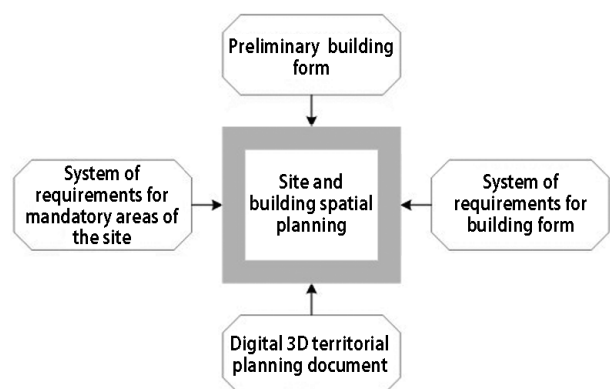 Preliminary building
form
System of
requirements for
mandatory areas of
the site
Site and
building spatial
planning
System of
requirements for
building form
Digital 3D territorial
planning document